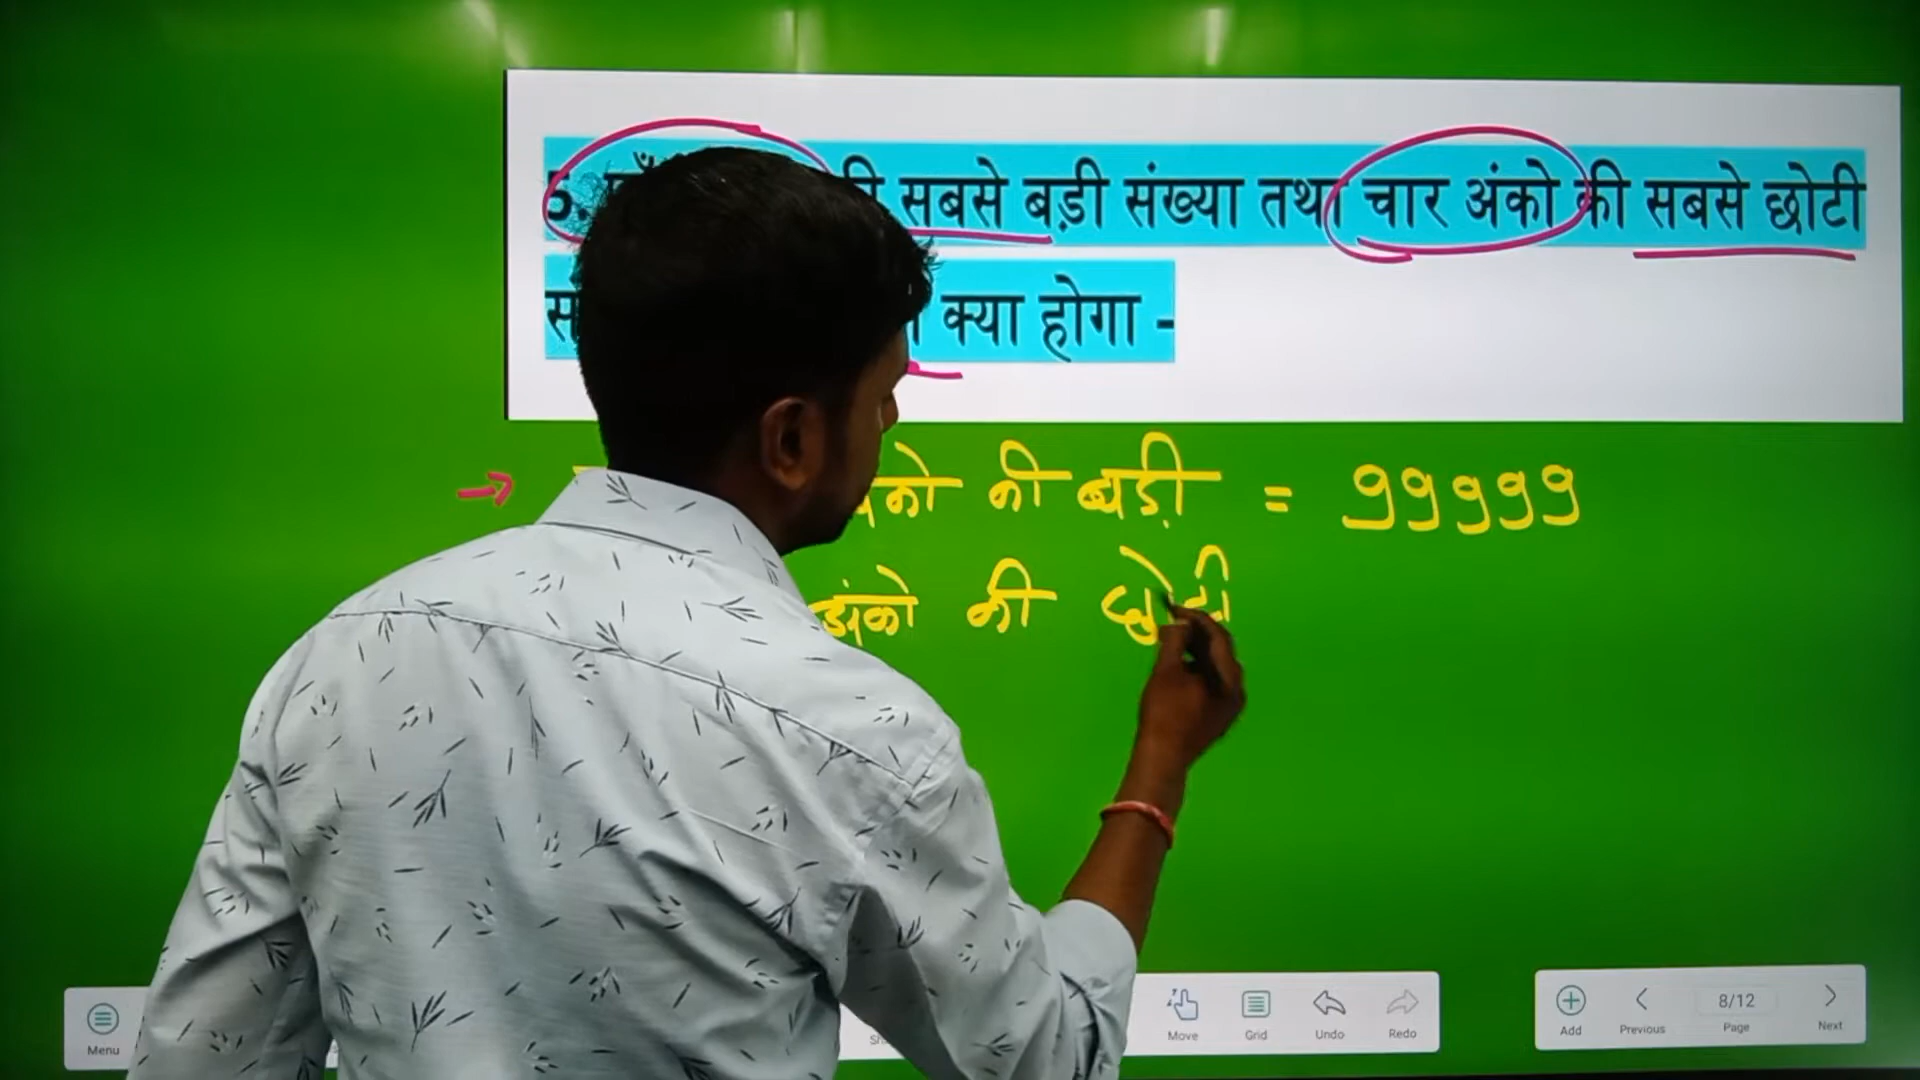 5. की सबसे बड़ी संख्या तथा चार अंको की सबसे छोटी
क्या होगा -
की बड़ी = 99999
अंको की छोटी
Menu
Move Grid Undo Redo
Add Previous 8/12 Page Next